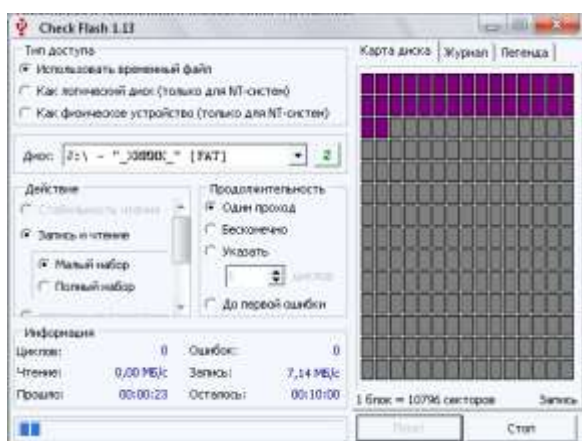 Check Flash 1.13
Тип доступа
Использовать временный файл
Как логический диск (только для NT-систем)
Как физическое устройство (только для NT-систем)
Диск: [FAT]
Действие
Стабильность чтения
Запись и чтение
Малый набор
Полный набор
Продолжительность
Один проход
Бесконечно
Указать
циклов
До первой ошибки
Информация
Циклов: 0 Ошибок: 0
Чтение: 0,00 МБ/с Запись: 7,14 МБ/с
Прошло: 00:00:23 Осталось: 00:10:00
Карта диска Журнал Легенда
1 блок = 10796 секторов Запись
Стоп